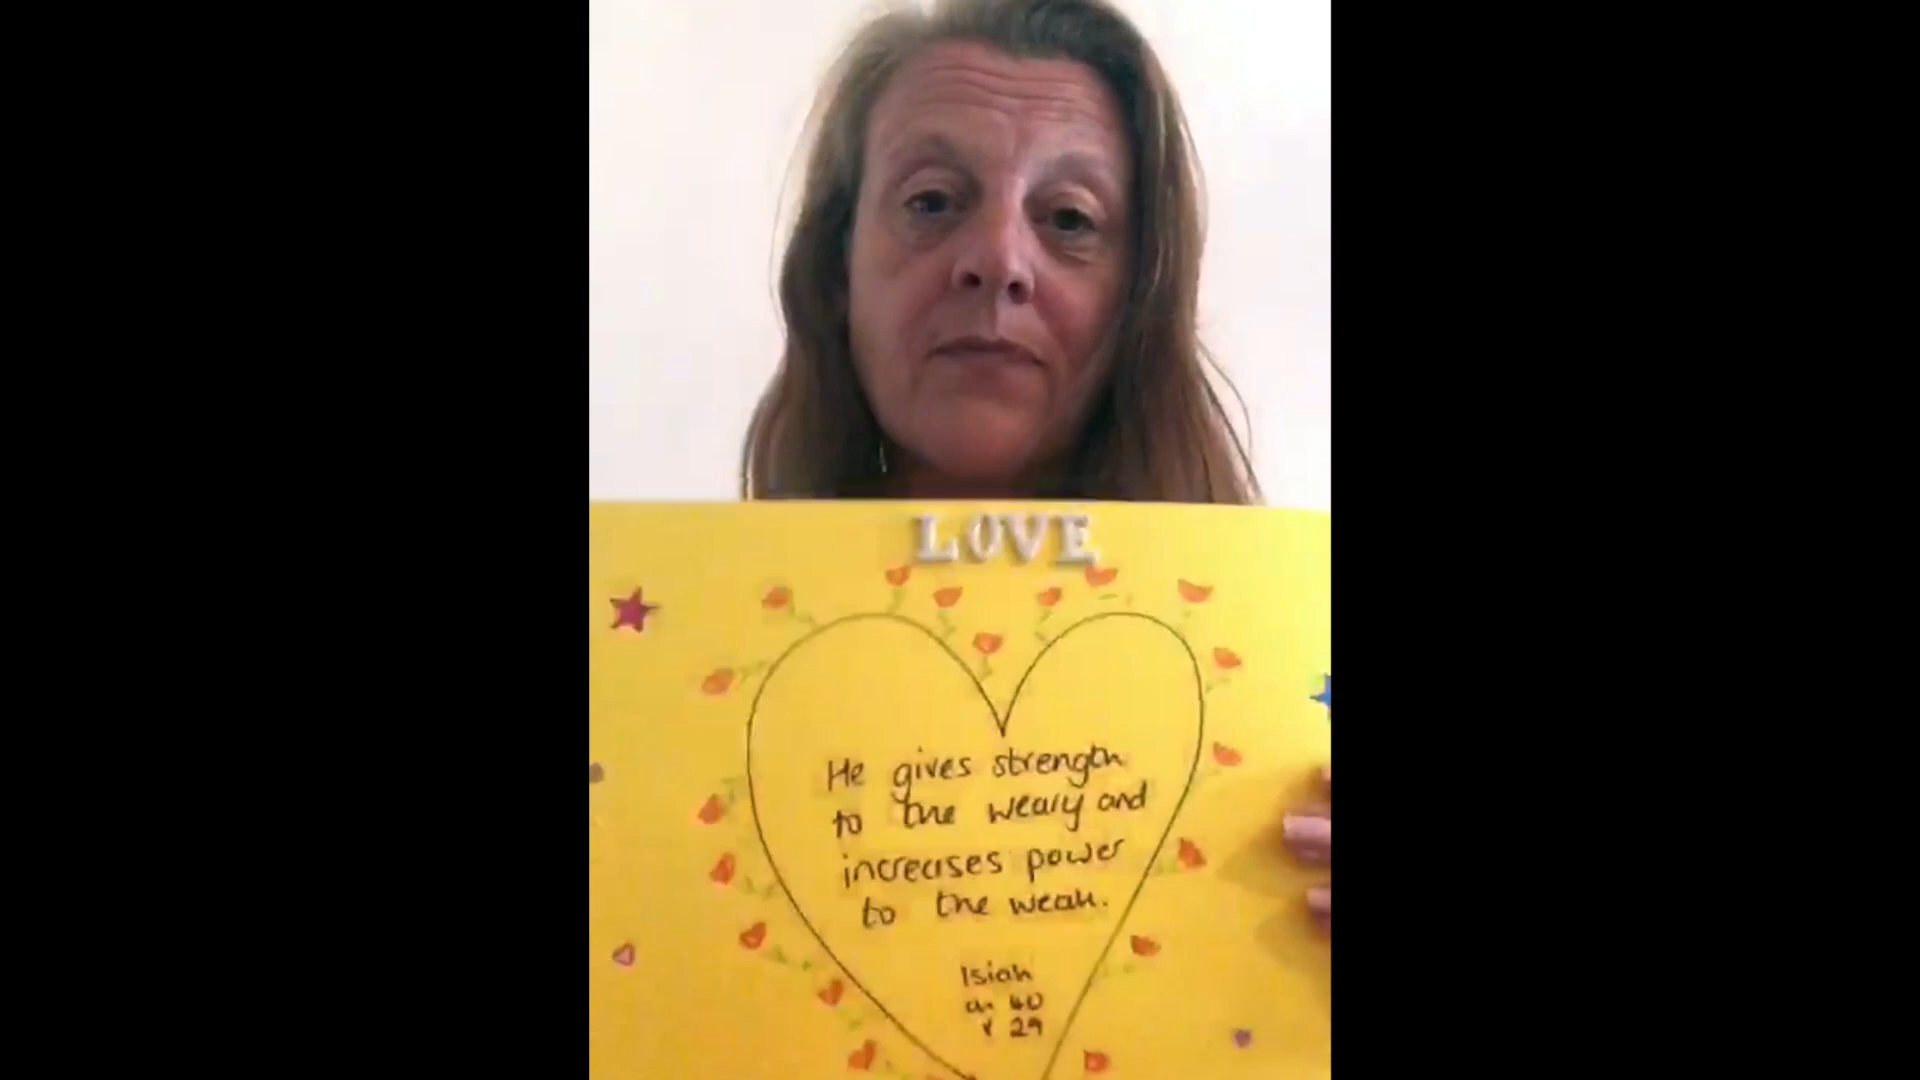 LOVE
He gives strength
to the weary and
increases power
to the weak.
Isiah
ch 40
v 29